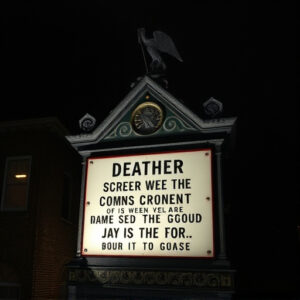 DEATHER
SCREER WEE THE
COMNS CRONENT
OF IS WEEN YEL ARE
DAME SED THE GGOUD
JAY IS THE FOR..
BOUR IT TO GOASE